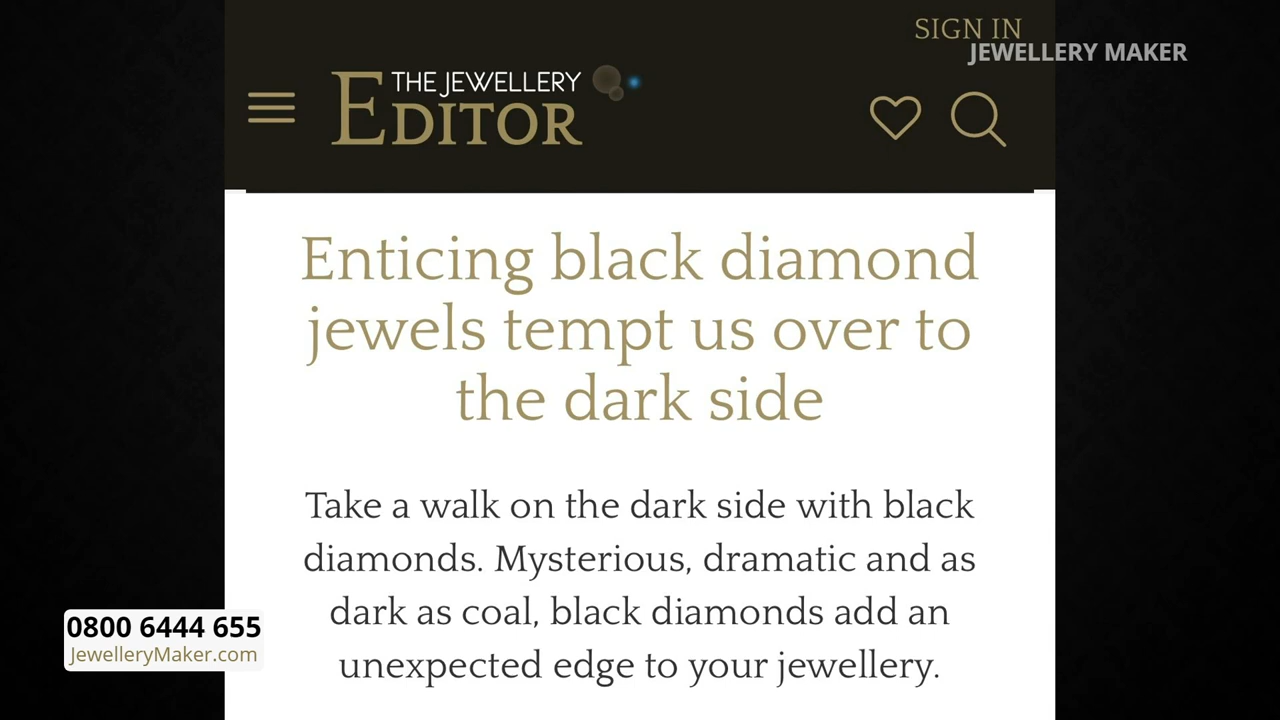 SIGN IN
JEWELLERY MAKER
THE JEWELLERY
EDITOR
Enticing black diamond
jewels tempt us over to
the dark side
Take a walk on the dark side with black
diamonds. Mysterious, dramatic and as
dark as coal, black diamonds add an
unexpected edge to your jewellery.
0800 6444 655
JewelleryMaker.com